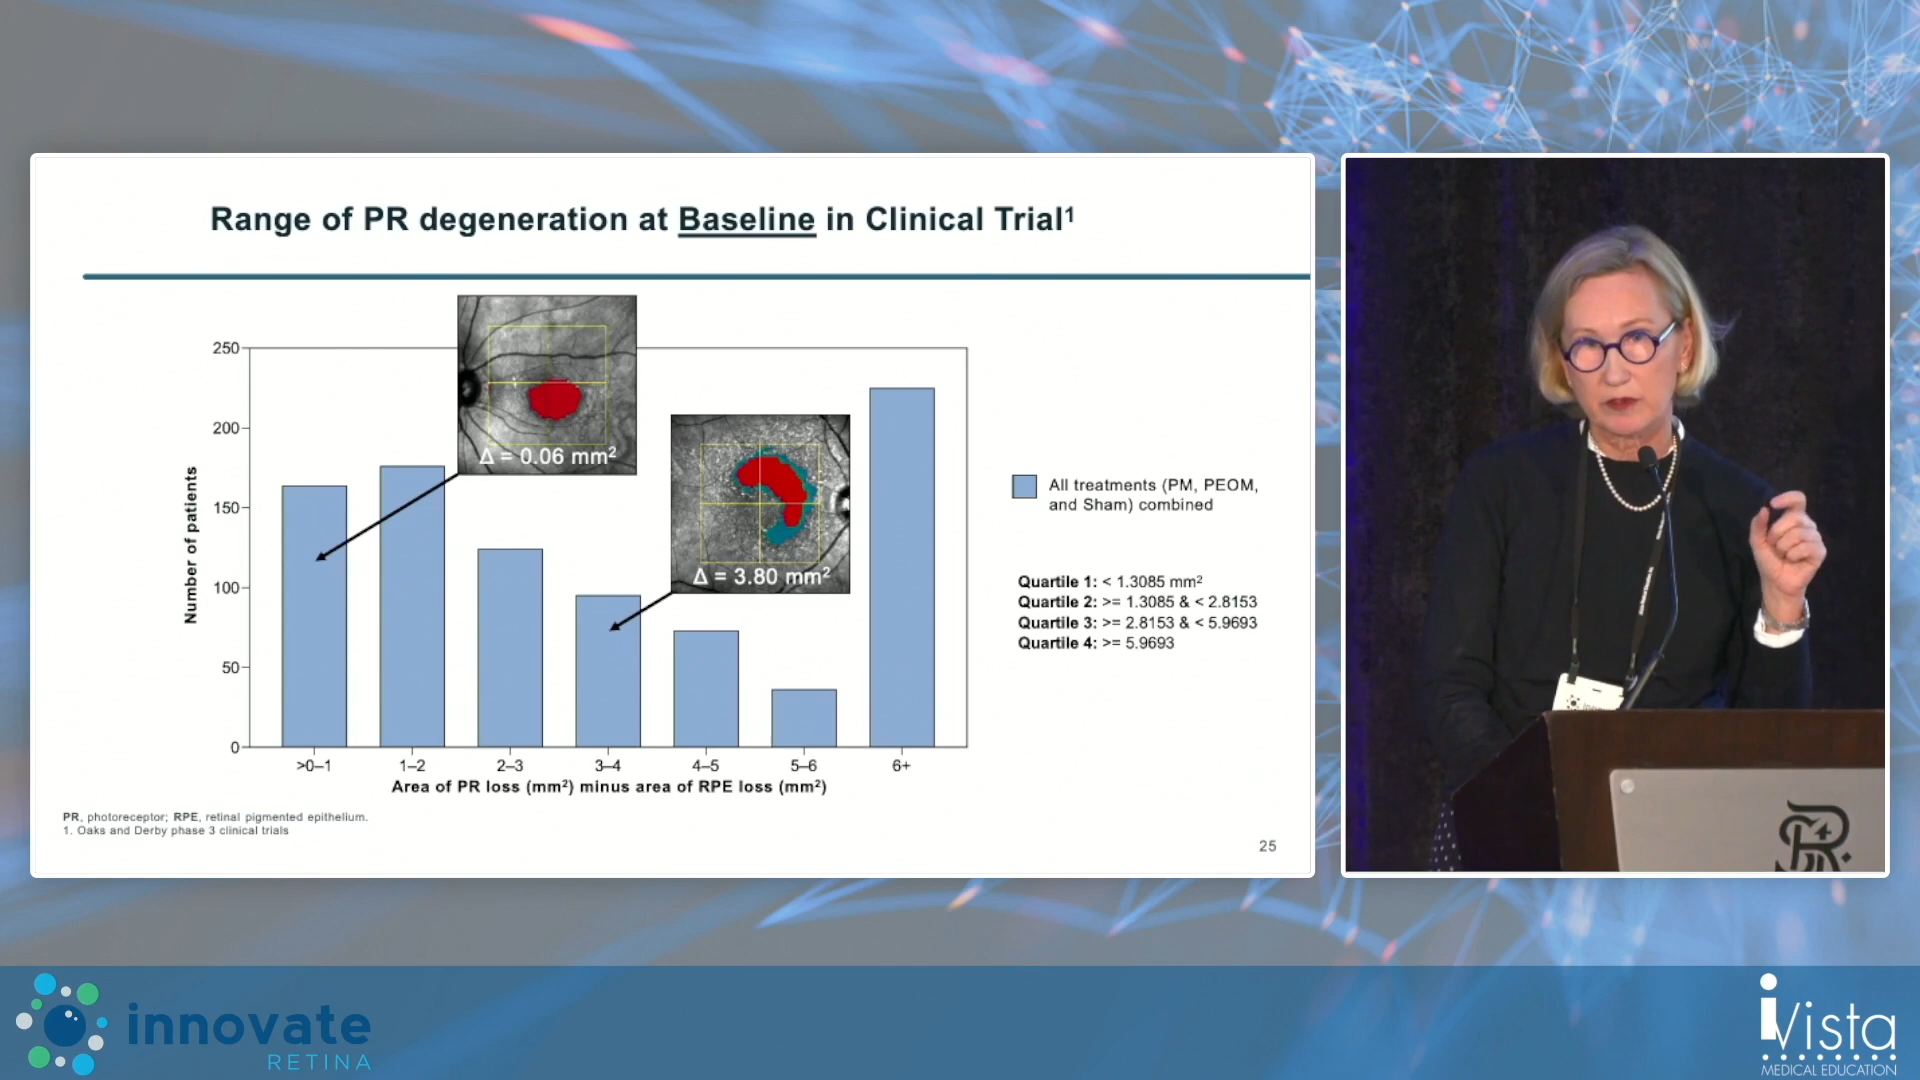 Range of PR degeneration at Baseline in Clinical Trial¹
250
200
150
100
50
0
Number of patients
Δ = 0.06 mm²
Δ = 3.80 mm²
>0–1 1–2 2–3 3–4 4–5 5–6 6+
Area of PR loss (mm²) minus area of RPE loss (mm²)
All treatments (PM, PEOM,
and Sham) combined
Quartile 1: < 1.3085 mm²
Quartile 2: >= 1.3085 & < 2.8153
Quartile 3: >= 2.8153 & < 5.9693
Quartile 4: >= 5.9693
PR, photoreceptor; RPE, retinal pigmented epithelium.
1. Oaks and Derby phase 3 clinical trials
25
innovate
RETINA
iVista
MEDICAL EDUCATION